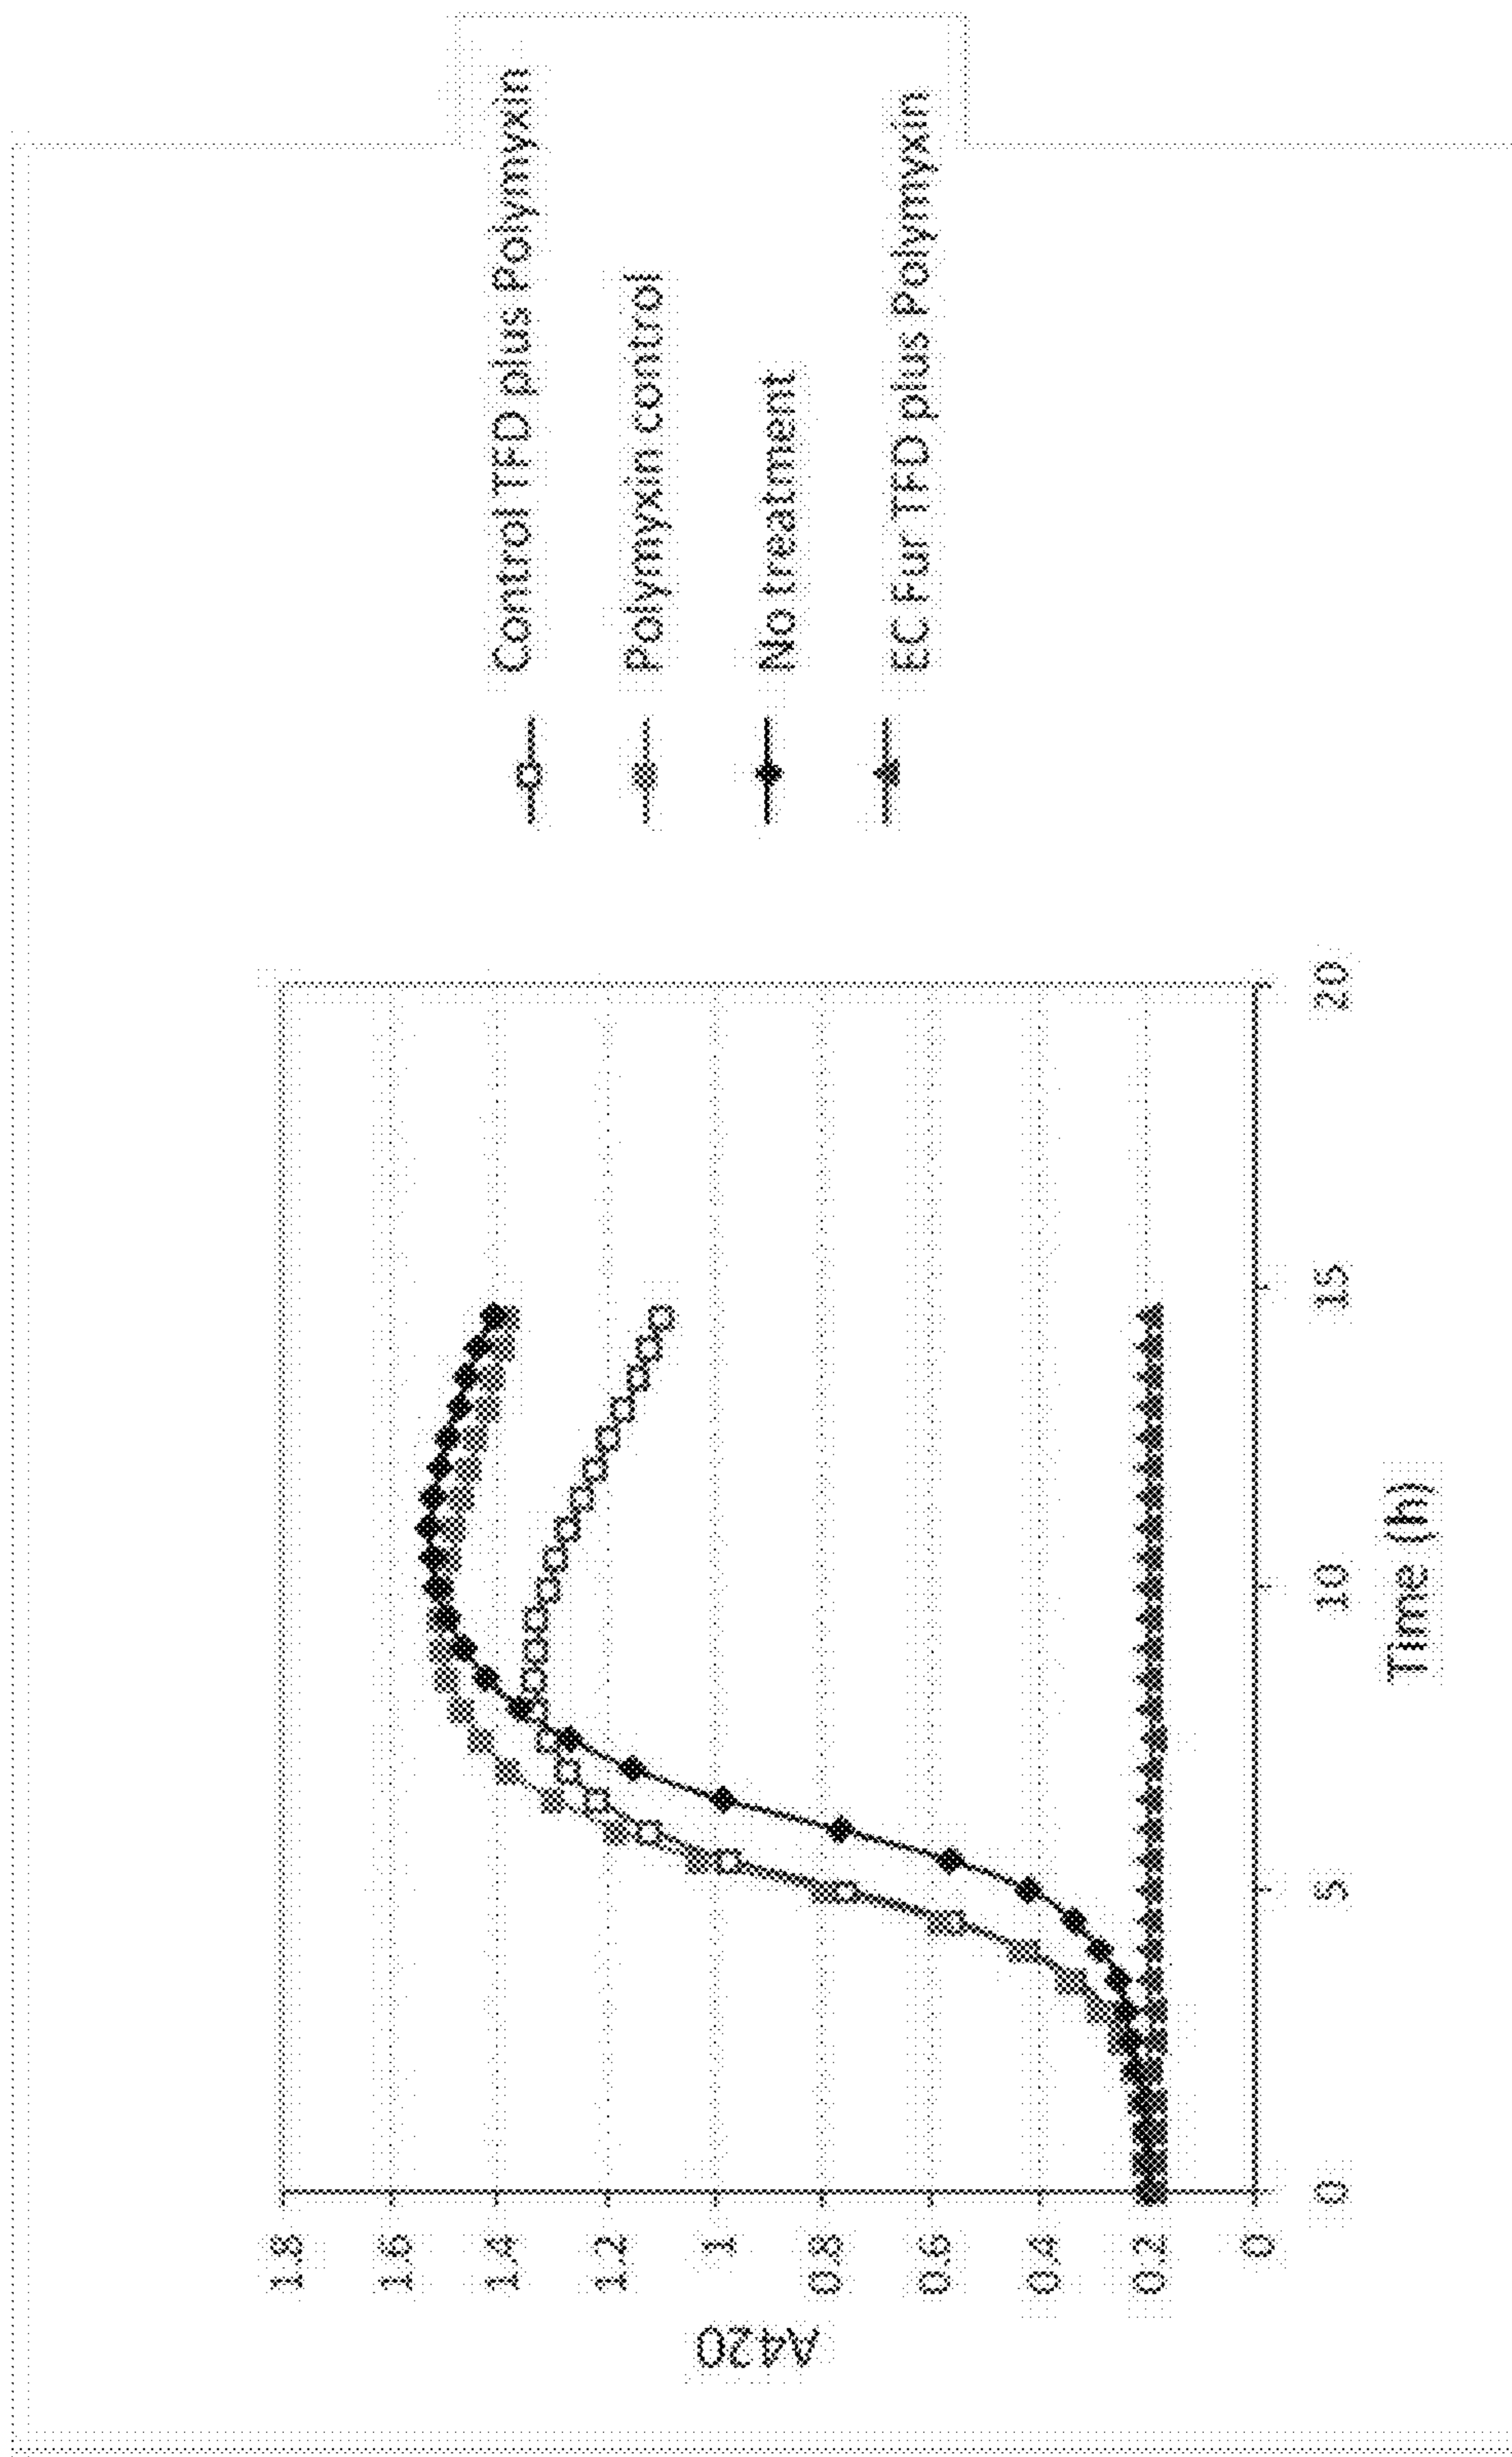 A420
1.8
1.6
1.4
1.2
1
0.8
0.6
0.4
0.2
0
0
5
10
15
20
Time (h)
Control TFD plus Polymyxin
Polymyxin control
No treatment
EC Fur TFD plus Polymyxin